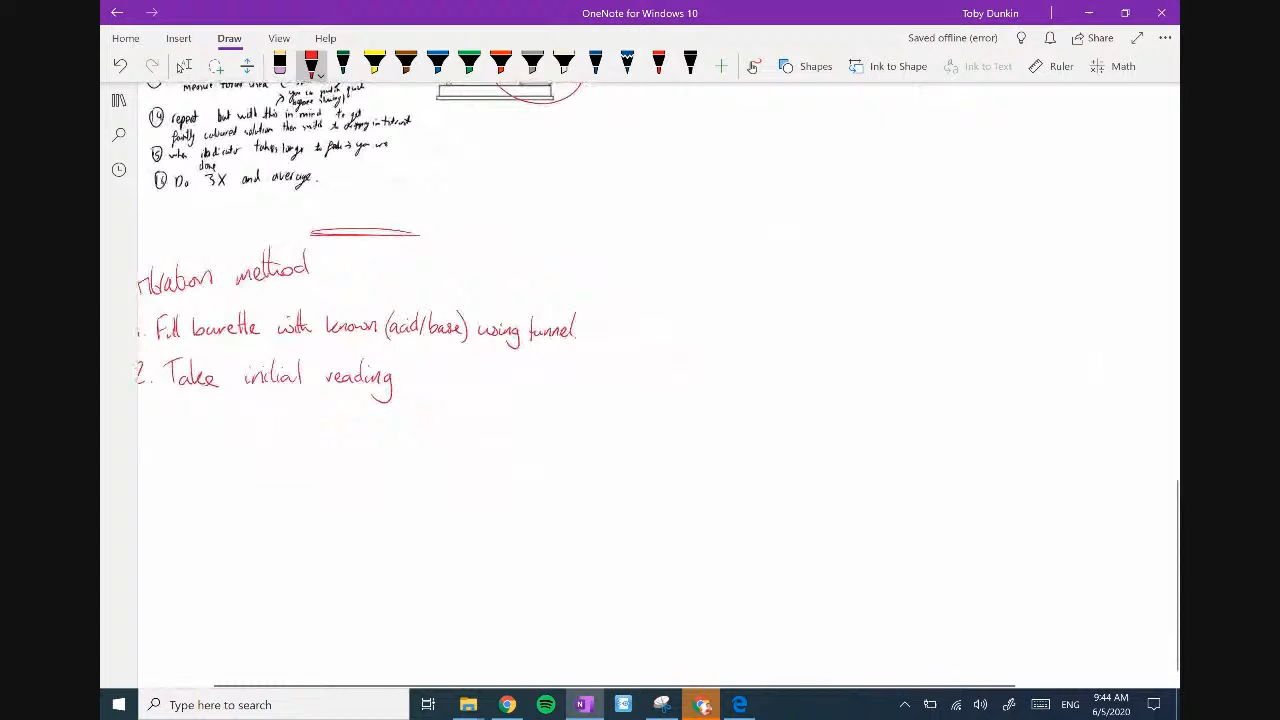 OneNote for Windows 10
Toby Dunkin
Home
Insert
Draw
View
Help
Saved offline (error)
Share
Shapes
Ink to Shape
Ink to Text
Ruler
Math
14 repeat but with this in mind to get
faintly coloured solution then switch to
15 when indicator takes longer to fade you are
done
16 Do 3X and average.
tration method
1. Fill burette with known (acid/base) using funnel.
2. Take initial reading
Type here to search
ENG
9:44 AM
6/5/2020